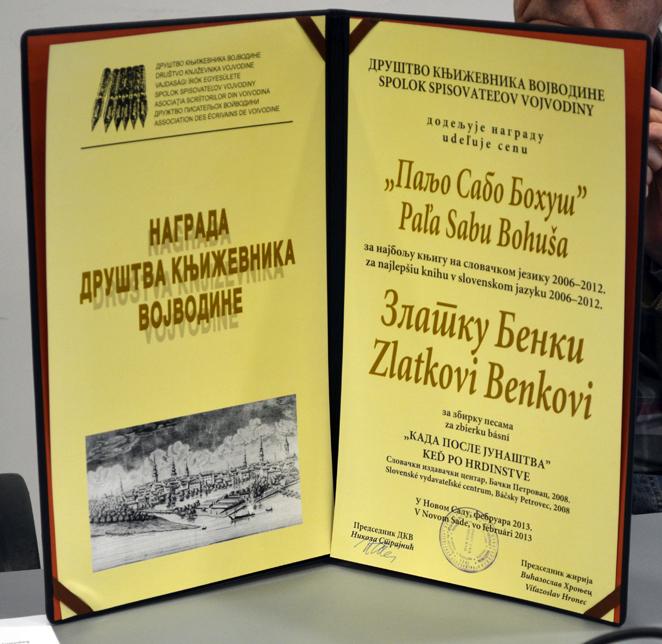 ДРУШТВО КЊИЖЕВНИКА ВОЈВОДИНЕ
DRUŠTVO KNJIŽEVNIKA VOJVODINE
VAJDASÁGI ÍRÓK EGYESÜLETE
SPOLOK SPISOVATEĽOV VOJVODINY
ASOCIAŢIA SCRIITORILOR DIN VOIVODINA
ДРУЖТВО ПИСАТЕЛЬОХ ВОЙВОДИНИ
ASSOCIATION DES ÉCRIVAINS DE VOIVODINE
НАГРАДА
ДРУШТВА КЊИЖЕВНИКА
ВОЈВОДИНЕ
ДРУШТВО КЊИЖЕВНИКА ВОЈВОДИНЕ
SPOLOK SPISOVATEĽOV VOJVODINY
додељује награду
udeľuje cenu
„Паљо Сабо Бохуш”
Paľa Sabu Bohuša
за најбољу књигу на словачком језику 2006–2012.
za najlepšiu knihu v slovenskom jazyku 2006–2012.
Златку Бенки
Zlatkovi Benkovi
за збирку песама
za zbierku básní
„КАДА ПОСЛЕ ЈУНАШТВА”
KEĎ PO HRDINSTVE
Словачки издавачки центар, Бачки Петровац, 2008.
Slovenské vydavateľské centrum, Báčsky Petrovec, 2008
У Новом Саду, фебруара 2013.
V Novom Sade, vo februári 2013
Председник ДКВ
Никола Страјнић
Председник жирија
Вићазослав Хроњец
Víťazoslav Hronec